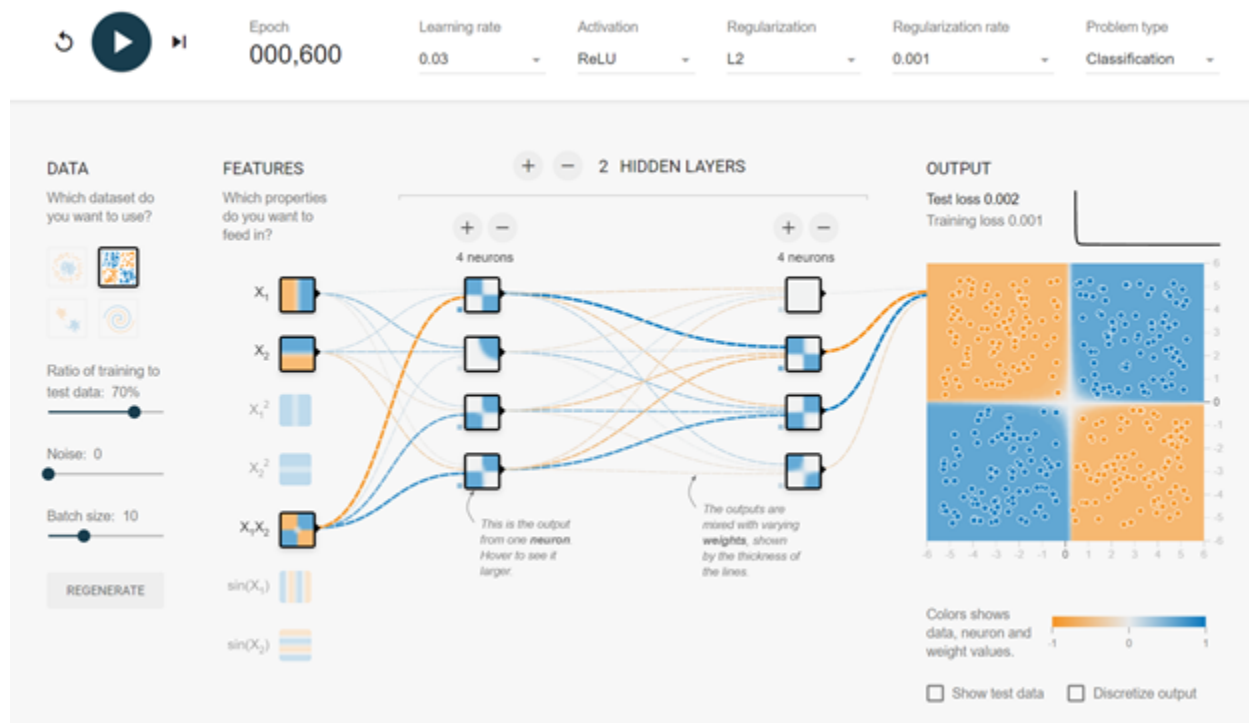 Epoch
000,600
Learning rate
0.03
Activation
ReLU
Regularization
L2
Regularization rate
0.001
Problem type
Classification
DATA
Which dataset do
you want to use?
Ratio of training to
test data: 70%
Noise: 0
Batch size: 10
REGENERATE
FEATURES
Which properties
do you want to
feed in?
X₁
X₂
X₁²
X₂²
X₁X₂
sin(X₁)
sin(X₂)
+ − 2 HIDDEN LAYERS
+ −
4 neurons
+ −
4 neurons
This is the output
from one neuron.
Hover to see it
larger.
The outputs are
mixed with varying
weights, shown
by the thickness of
the lines.
OUTPUT
Test loss 0.002
Training loss 0.001
6
5
4
3
2
1
0
-1
-2
-3
-4
-5
-6
-6 -5 -4 -3 -2 -1 0 1 2 3 4 5 6
Colors shows
data, neuron and
weight values.
-1 0 1
Show test data
Discretize output